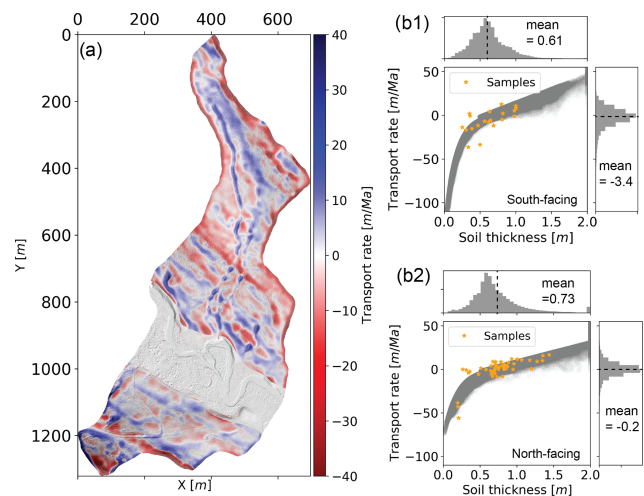 (a)
200 400 600
0
200
400
600
800
1000
1200
Y [m]
0 200 400 600
X [m]
40
30
20
10
0
−10
−20
−30
−40
Transport rate [m/Ma]
(b1)
mean
= 0.61
50
0
−50
−100
Transport rate [m/Ma]
Samples
South-facing
mean
= -3.4
0.0 0.5 1.0 1.5 2.0
Soil thickness [m]
(b2)
mean
=0.73
50
0
−50
−100
Transport rate [m/Ma]
Samples
North-facing
mean
= -0.2
0.0 0.5 1.0 1.5 2.0
Soil thickness [m]